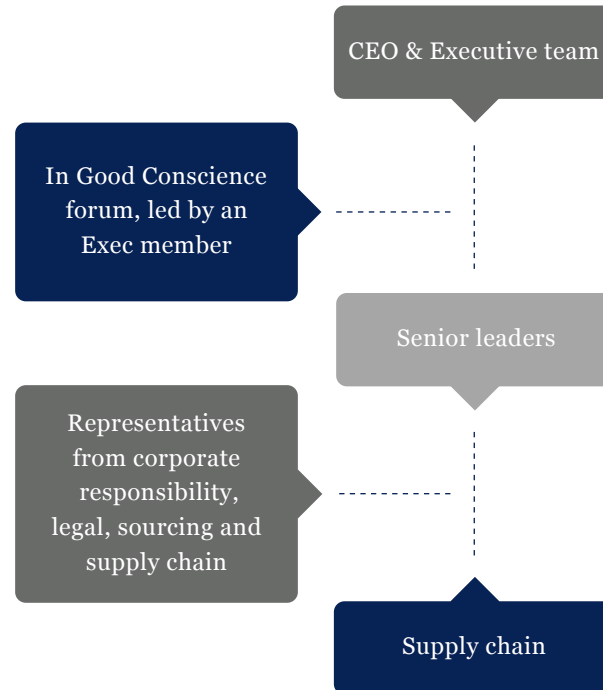 CEO & Executive team
In Good Conscience
forum, led by an
Exec member
Senior leaders
Representatives
from corporate
responsibility,
legal, sourcing and
supply chain
Supply chain